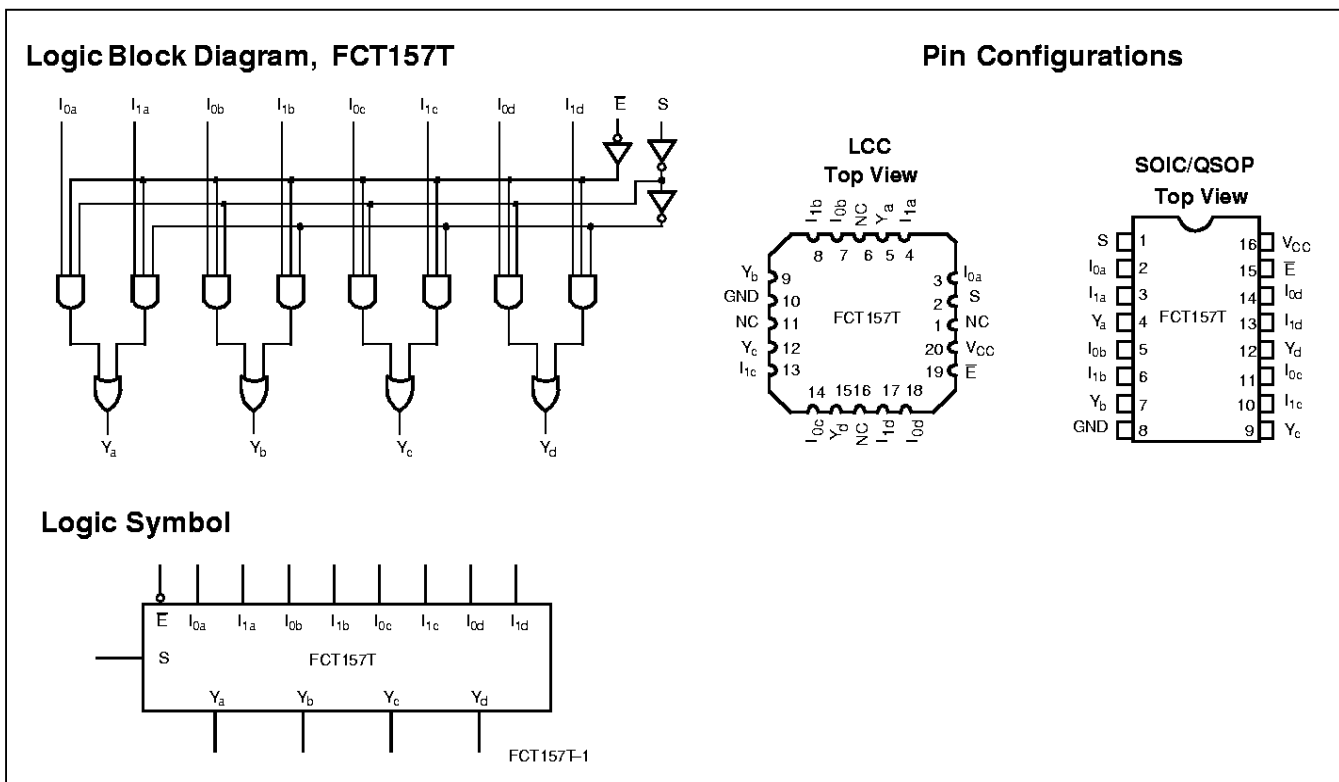 Logic Block Diagram, FCT157T
I0a I1a I0b I1b I0c I1c I0d I1d E̅ S
Ya Yb Yc Yd
Pin Configurations
LCC
Top View
I1b I0b NC Ya I1a
8 7 6 5 4
Yb 9 3 I0a
GND 10 2 S
NC 11 FCT157T 1 NC
Yc 12 20 VCC
I1c 13 19 E̅
14 15 16 17 18
I0c Yd NC I1d I0d
SOIC/QSOP
Top View
S 1 16 VCC
I0a 2 15 E̅
I1a 3 14 I0d
Ya 4 FCT157T 13 I1d
I0b 5 12 Yd
I1b 6 11 I0c
Yb 7 10 I1c
GND 8 9 Yc
Logic Symbol
E̅ I0a I1a I0b I1b I0c I1c I0d I1d
S FCT157T
Ya Yb Yc Yd
FCT157T–1